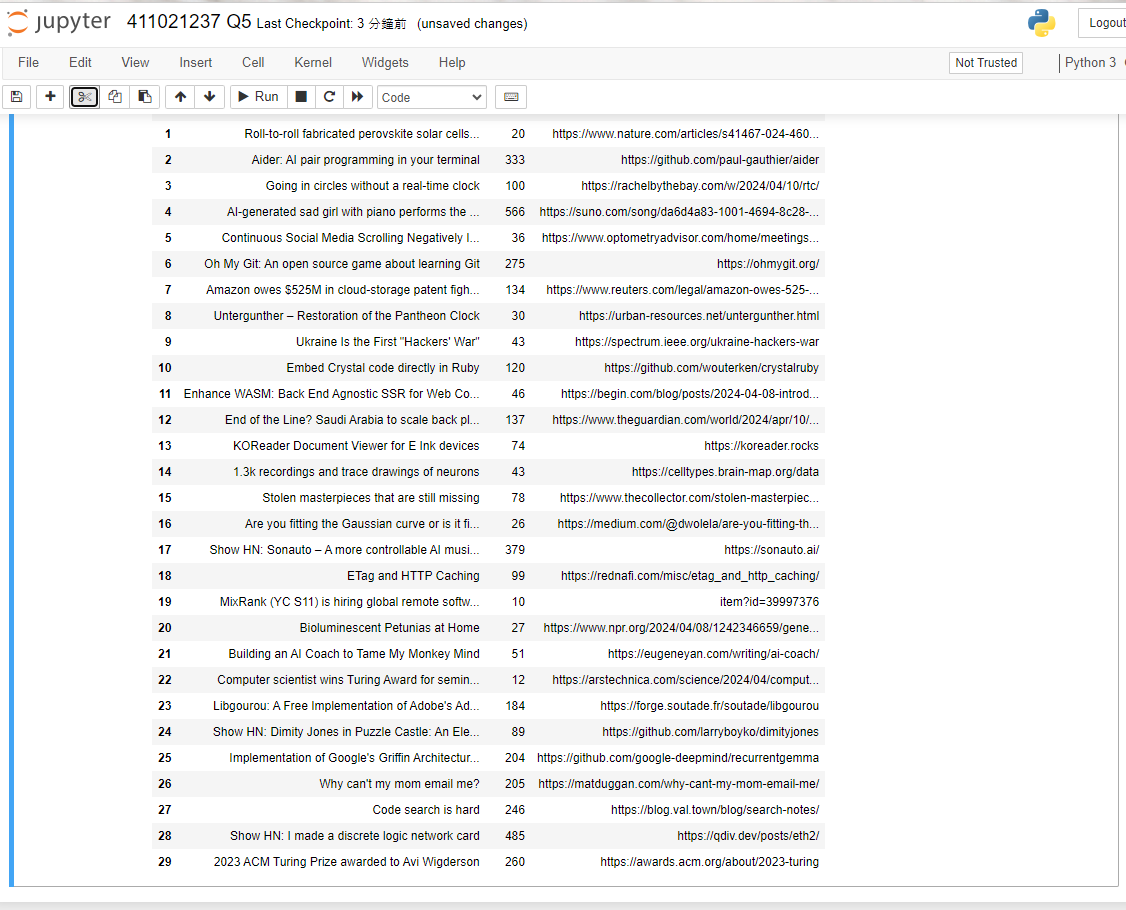 jupyter 411021237 Q5 Last Checkpoint: 3 分鐘前 (unsaved changes) Logout
File Edit View Insert Cell Kernel Widgets Help Not Trusted Python 3
Run Code
1 Roll-to-roll fabricated perovskite solar cells... 20 https://www.nature.com/articles/s41467-024-460...
2 Aider: AI pair programming in your terminal 333 https://github.com/paul-gauthier/aider
3 Going in circles without a real-time clock 100 https://rachelbythebay.com/w/2024/04/10/rtc/
4 AI-generated sad girl with piano performs the ... 566 https://suno.com/song/da6d4a83-1001-4694-8c28-...
5 Continuous Social Media Scrolling Negatively I... 36 https://www.optometryadvisor.com/home/meetings...
6 Oh My Git: An open source game about learning Git 275 https://ohmygit.org/
7 Amazon owes $525M in cloud-storage patent figh... 134 https://www.reuters.com/legal/amazon-owes-525-...
8 Untergunther – Restoration of the Pantheon Clock 30 https://urban-resources.net/untergunther.html
9 Ukraine Is the First "Hackers' War" 43 https://spectrum.ieee.org/ukraine-hackers-war
10 Embed Crystal code directly in Ruby 120 https://github.com/wouterken/crystalruby
11 Enhance WASM: Back End Agnostic SSR for Web Co... 46 https://begin.com/blog/posts/2024-04-08-introd...
12 End of the Line? Saudi Arabia to scale back pl... 137 https://www.theguardian.com/world/2024/apr/10/...
13 KOReader Document Viewer for E Ink devices 74 https://koreader.rocks
14 1.3k recordings and trace drawings of neurons 43 https://celltypes.brain-map.org/data
15 Stolen masterpieces that are still missing 78 https://www.thecollector.com/stolen-masterpiec...
16 Are you fitting the Gaussian curve or is it fi... 26 https://medium.com/@dwolela/are-you-fitting-th...
17 Show HN: Sonauto – A more controllable AI musi... 379 https://sonauto.ai/
18 ETag and HTTP Caching 99 https://rednafi.com/misc/etag_and_http_caching/
19 MixRank (YC S11) is hiring global remote softw... 10 item?id=39997376
20 Bioluminescent Petunias at Home 27 https://www.npr.org/2024/04/08/1242346659/gene...
21 Building an AI Coach to Tame My Monkey Mind 51 https://eugeneyan.com/writing/ai-coach/
22 Computer scientist wins Turing Award for semin... 12 https://arstechnica.com/science/2024/04/comput...
23 Libgourou: A Free Implementation of Adobe's Ad... 184 https://forge.soutade.fr/soutade/libgourou
24 Show HN: Dimity Jones in Puzzle Castle: An Ele... 89 https://github.com/larryboyko/dimityjones
25 Implementation of Google's Griffin Architectur... 204 https://github.com/google-deepmind/recurrentgemma
26 Why can't my mom email me? 205 https://matduggan.com/why-cant-my-mom-email-me/
27 Code search is hard 246 https://blog.val.town/blog/search-notes/
28 Show HN: I made a discrete logic network card 485 https://qdiv.dev/posts/eth2/
29 2023 ACM Turing Prize awarded to Avi Wigderson 260 https://awards.acm.org/about/2023-turing